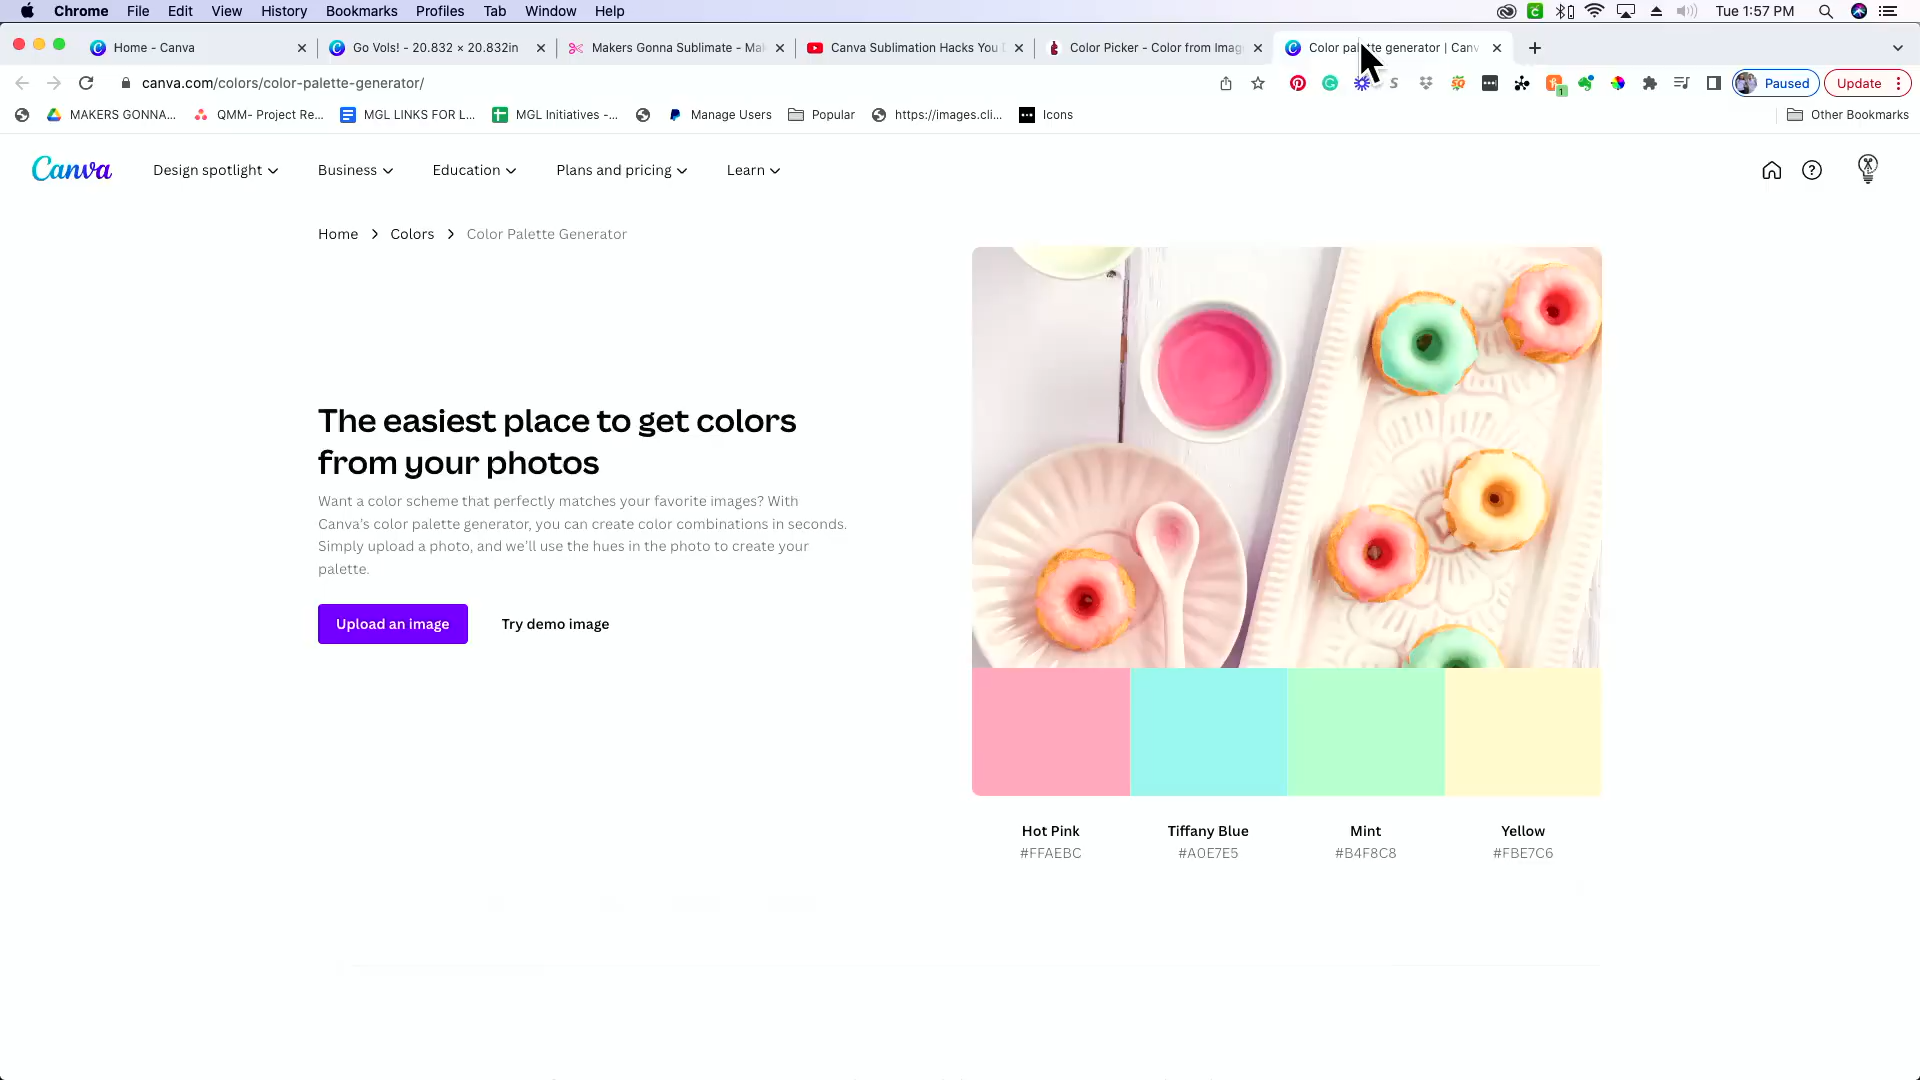 Chrome File Edit View History Bookmarks Profiles Tab Window Help Tue 1:57 PM
Home - Canva Go Vols! - 20.832 × 20.832in Makers Gonna Sublimate - Ma Canva Sublimation Hacks You Color Picker - Color from Imag Color palette generator | Canv
canva.com/colors/color-palette-generator/ 1 Paused Update
MAKERS GONNA... QMM- Project Re... MGL LINKS FOR L... MGL Initiatives -... Manage Users Popular https://images.cli... Icons Other Bookmarks
Canva Design spotlight Business Education Plans and pricing Learn
Home > Colors > Color Palette Generator
The easiest place to get colors
from your photos
Want a color scheme that perfectly matches your favorite images? With
Canva's color palette generator, you can create color combinations in seconds.
Simply upload a photo, and we'll use the hues in the photo to create your
palette.
Upload an image Try demo image
Hot Pink Tiffany Blue Mint Yellow
#FFAEBC #A0E7E5 #B4F8C8 #FBE7C6